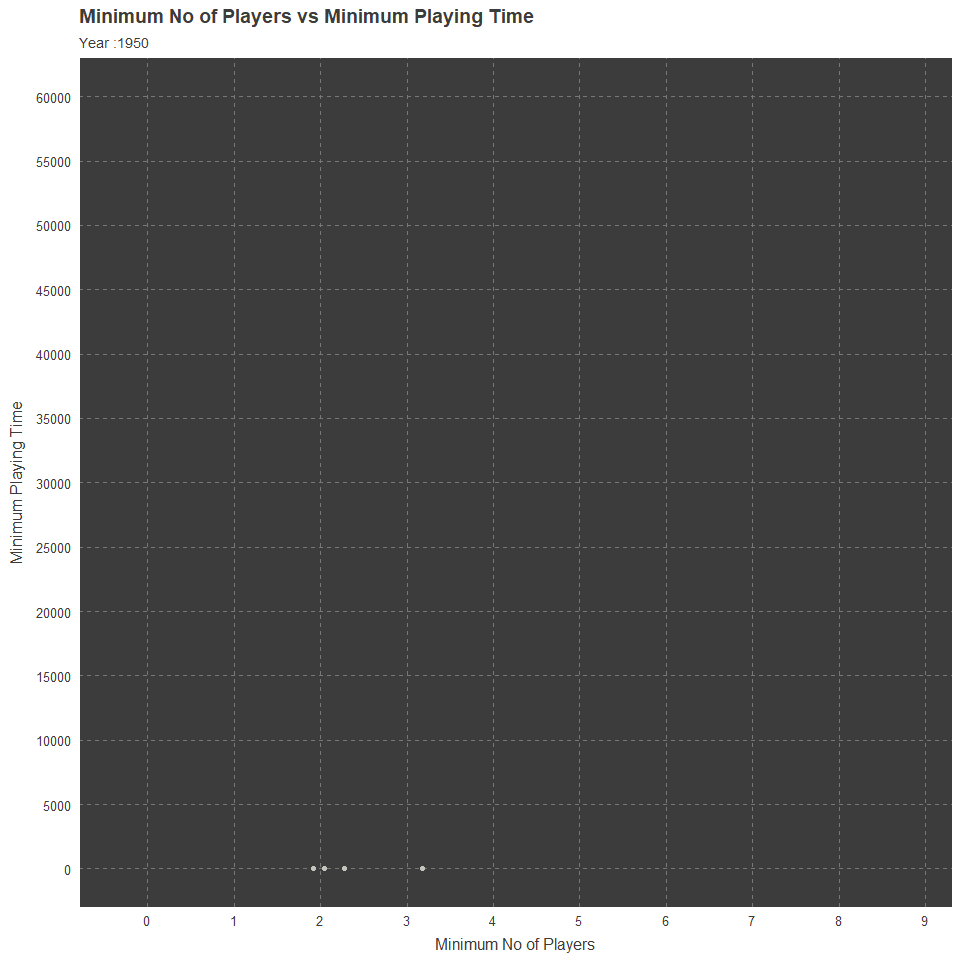 Minimum No of Players vs Minimum Playing Time
Year :1950
60000
55000
50000
45000
40000
35000
30000
25000
20000
15000
10000
5000
0
Minimum Playing Time
0 1 2 3 4 5 6 7 8 9
Minimum No of Players